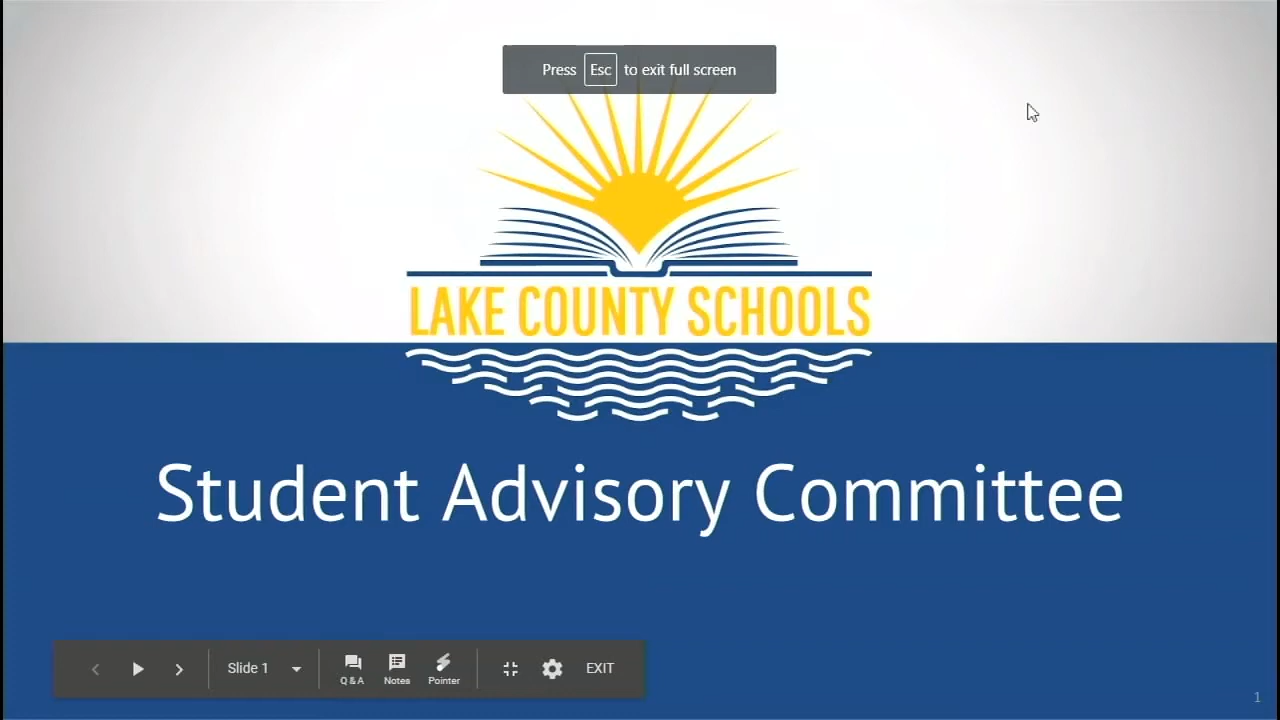 Press Esc to exit full screen
LAKE COUNTY SCHOOLS
Student Advisory Committee
Slide 1
Q & A
Notes
Pointer
EXIT
1